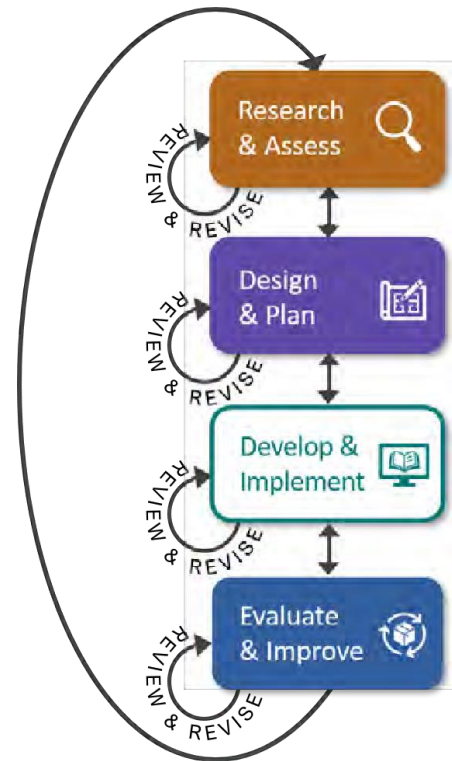 Research
& Assess
REVIEW & REVISE
Design
& Plan
REVIEW & REVISE
Develop &
Implement
REVIEW & REVISE
Evaluate
& Improve
REVIEW & REVISE